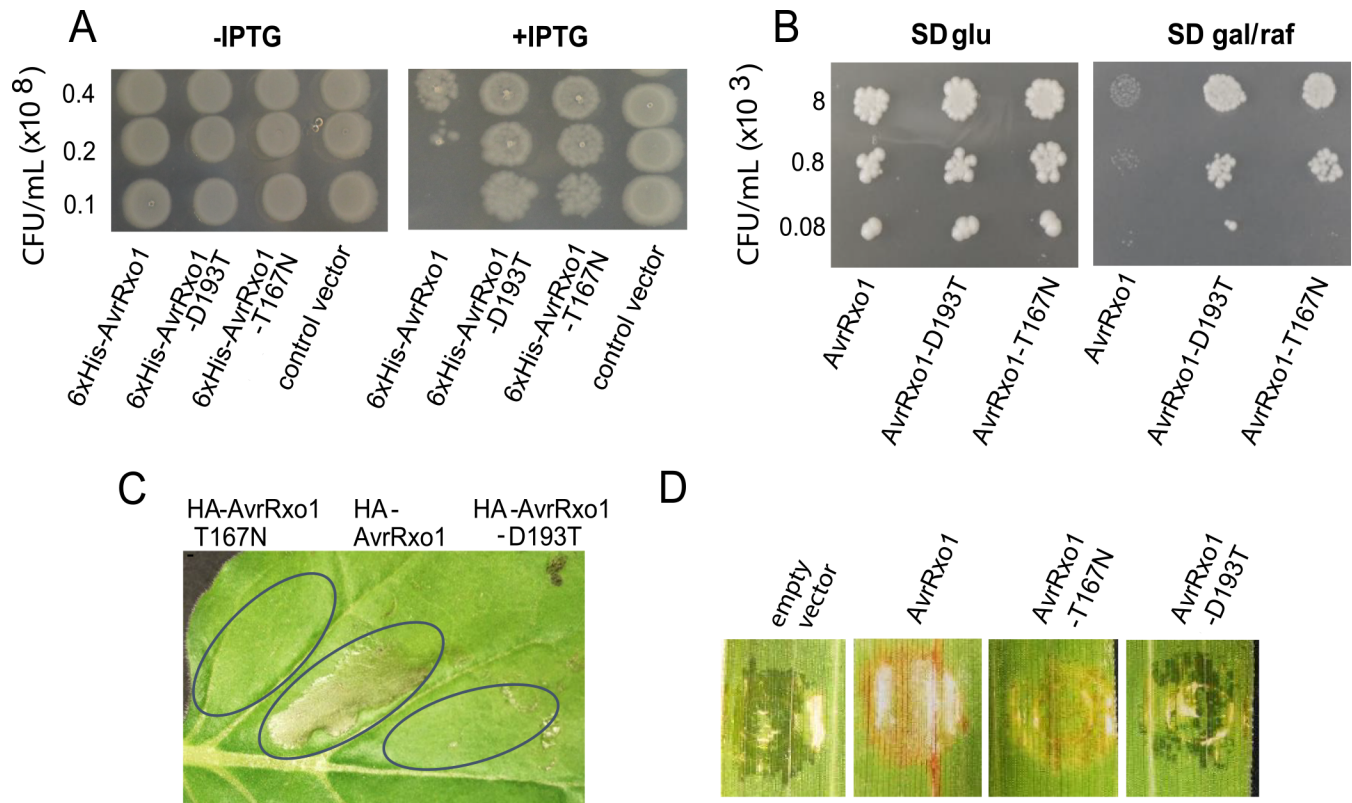 A
-IPTG
+IPTG
CFU/mL (x10 8)
0.4
0.2
0.1
6xHis-AvrRxo1
6xHis-AvrRxo1
-D193T
6xHis-AvrRxo1
-T167N
control vector
6xHis-AvrRxo1
6xHis-AvrRxo1
-D193T
6xHis-AvrRxo1
-T167N
control vector
B
SD glu
SD gal/raf
CFU/mL (x10 3)
8
0.8
0.08
AvrRxo1
AvrRxo1-D193T
AvrRxo1-T167N
AvrRxo1
AvrRxo1-D193T
AvrRxo1-T167N
C
HA-AvrRxo1
T167N
HA-
AvrRxo1
HA-AvrRxo1
-D193T
D
empty
vector
AvrRxo1
AvrRxo1
-T167N
AvrRxo1
-D193T